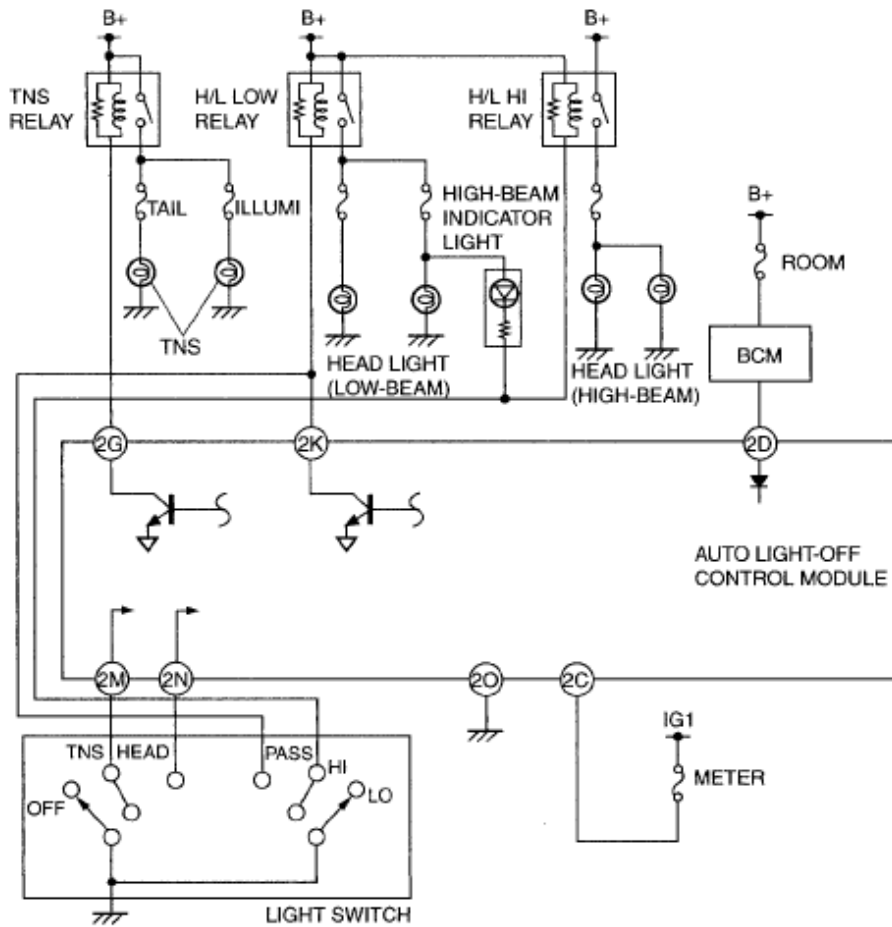 B+
B+
B+
TNS
RELAY
H/L LOW
RELAY
H/L HI
RELAY
TAIL
ILLUMI
HIGH-BEAM
INDICATOR
LIGHT
B+
ROOM
TNS
HEAD LIGHT
(LOW-BEAM)
HEAD LIGHT
(HIGH-BEAM)
BCM
2G
2K
2D
AUTO LIGHT-OFF
CONTROL MODULE
2M
2N
2O
2C
IG1
METER
TNS
HEAD
PASS
HI
OFF
LO
LIGHT SWITCH